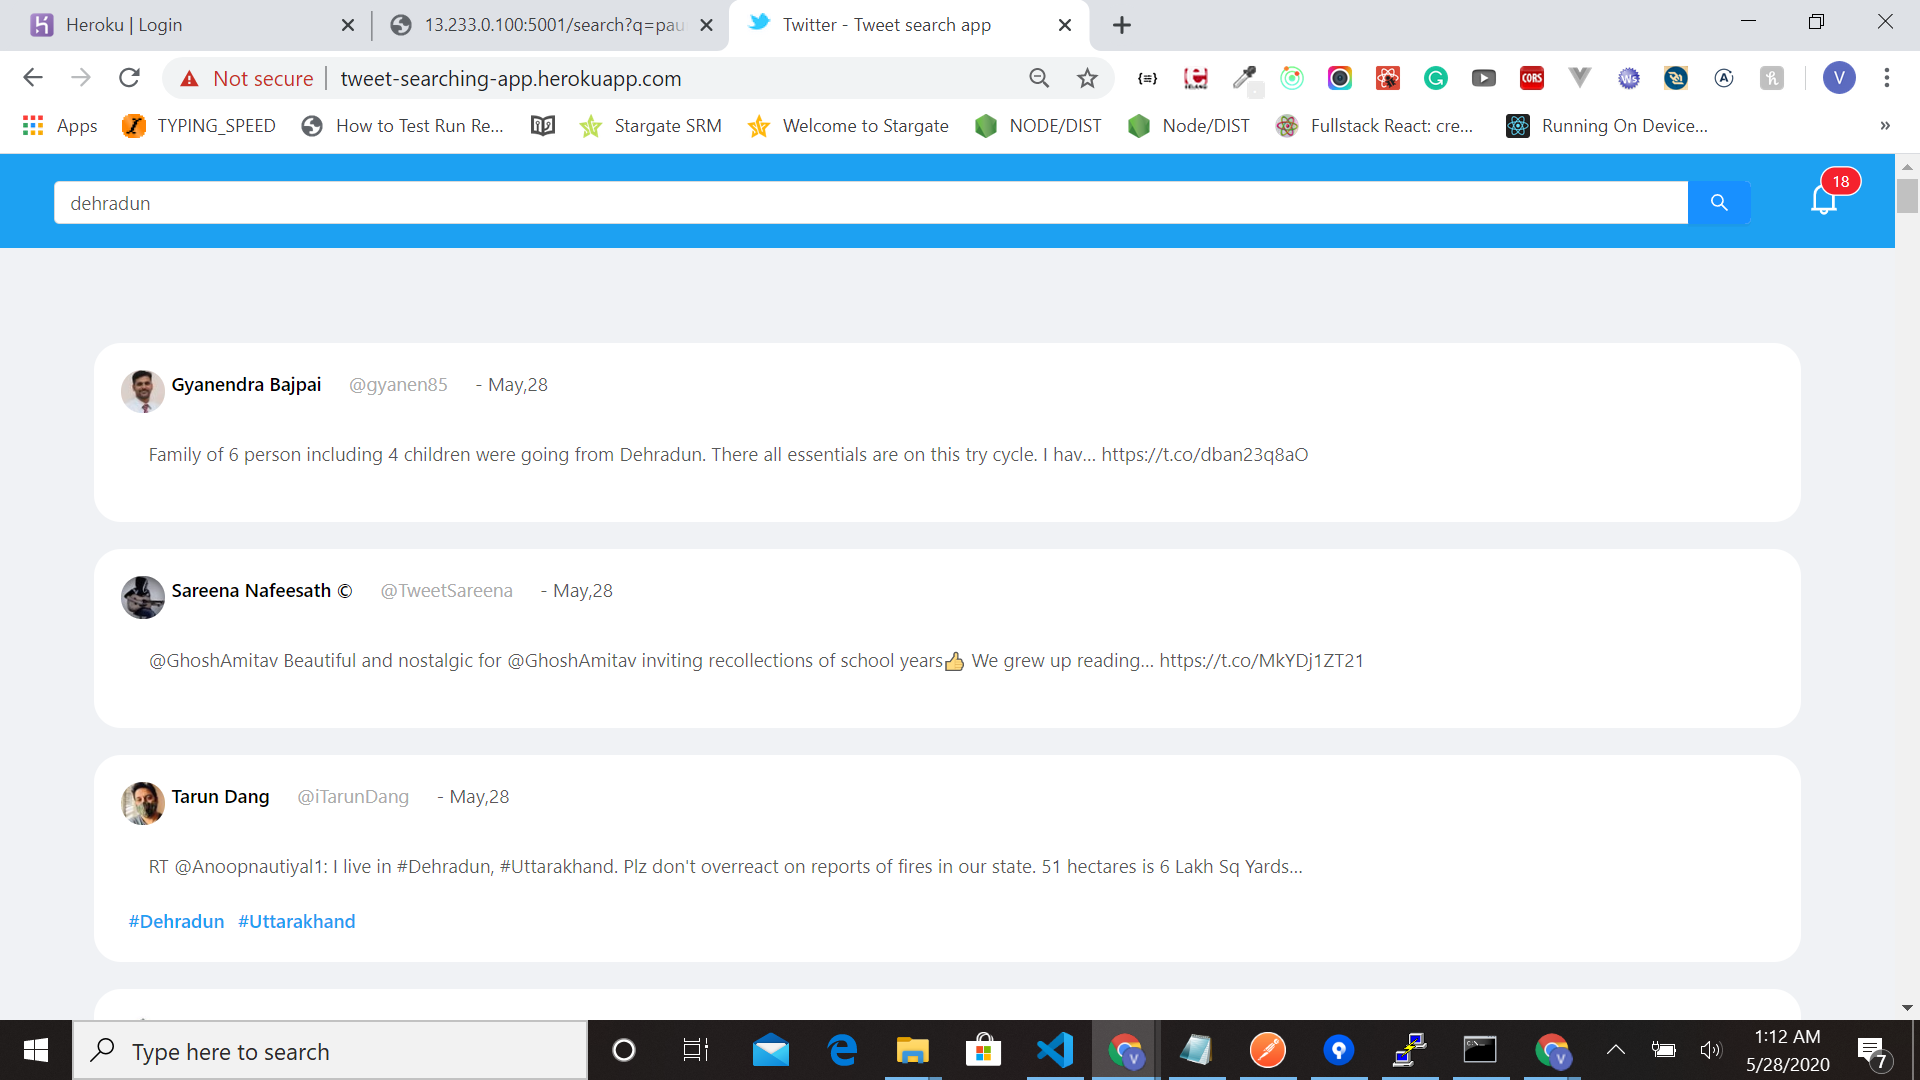 Heroku | Login
13.233.0.100:5001/search?q=pau
Twitter - Tweet search app
Not secure
tweet-searching-app.herokuapp.com
CORS
Ws
V
Apps
TYPING_SPEED
How to Test Run Re...
Stargate SRM
Welcome to Stargate
NODE/DIST
Node/DIST
Fullstack React: cre...
Running On Device...
»
dehradun
18
Gyanendra Bajpai @gyanen85 - May,28
Family of 6 person including 4 children were going from Dehradun. There all essentials are on this try cycle. I hav… https://t.co/dban23q8aO
Sareena Nafeesath © @TweetSareena - May,28
@GhoshAmitav Beautiful and nostalgic for @GhoshAmitav inviting recollections of school years👍 We grew up reading… https://t.co/MkYDj1ZT21
Tarun Dang @iTarunDang - May,28
RT @Anoopnautiyal1: I live in #Dehradun, #Uttarakhand. Plz don't overreact on reports of fires in our state. 51 hectares is 6 Lakh Sq Yards…
#Dehradun #Uttarakhand
Type here to search
1:12 AM
5/28/2020
7